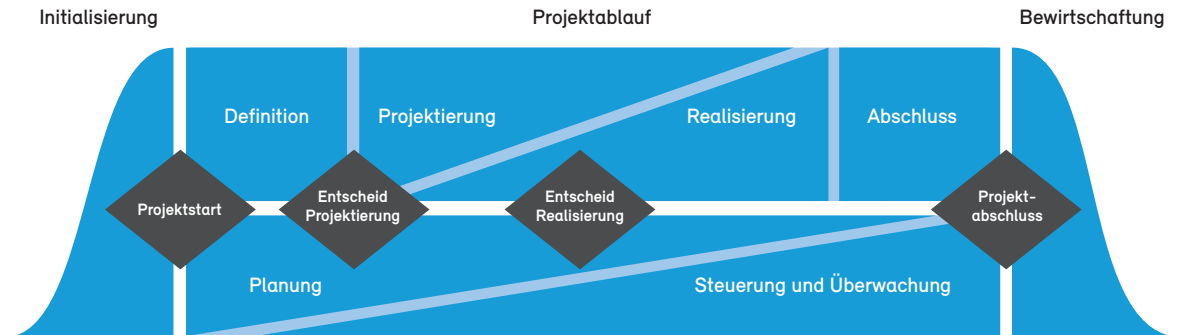 Initialisierung
Projektablauf
Bewirtschaftung
Definition
Projektierung
Realisierung
Abschluss
Projektstart
Entscheid
Projektierung
Entscheid
Realisierung
Projekt-
abschluss
Planung
Steuerung und Überwachung